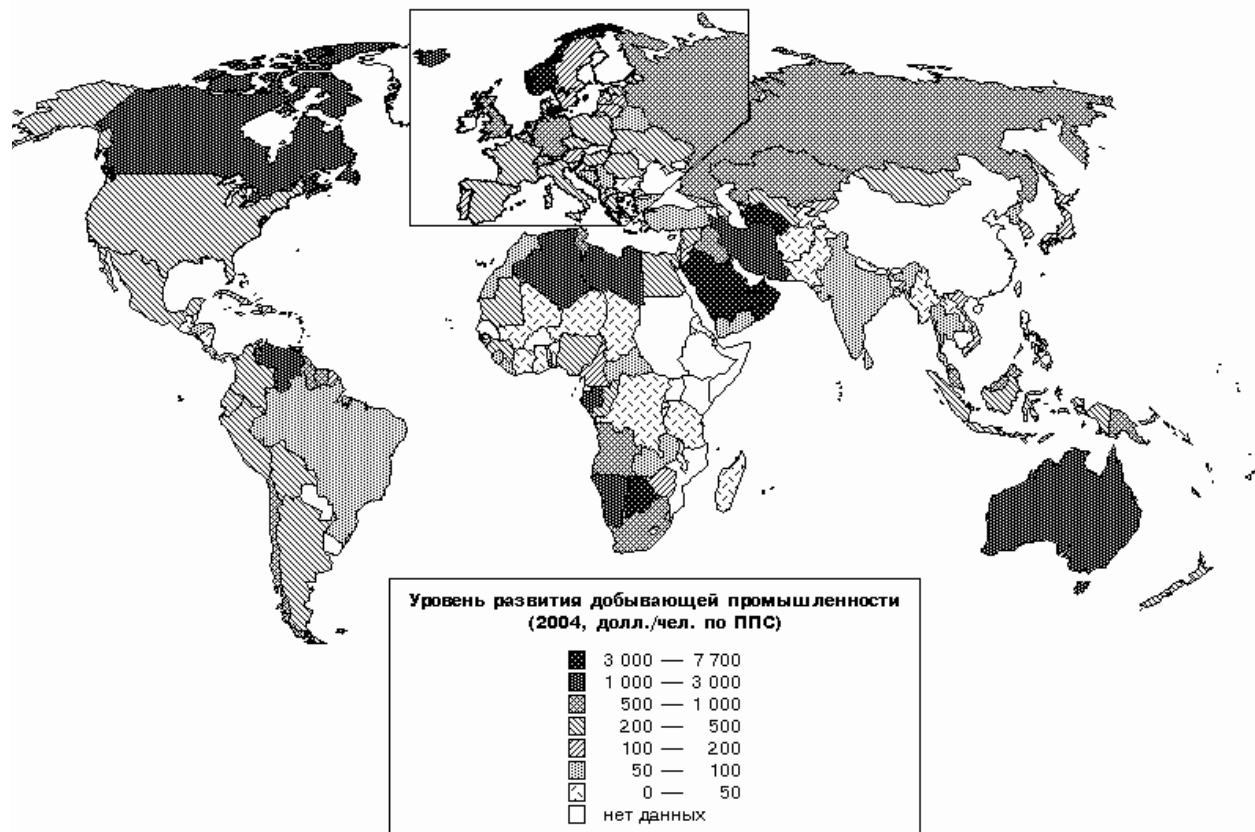 Уровень развития добывающей промышленности
(2004, долл./чел. по ППС)
3 000 — 7 700
1 000 — 3 000
500 — 1 000
200 — 500
100 — 200
50 — 100
0 — 50
нет данных